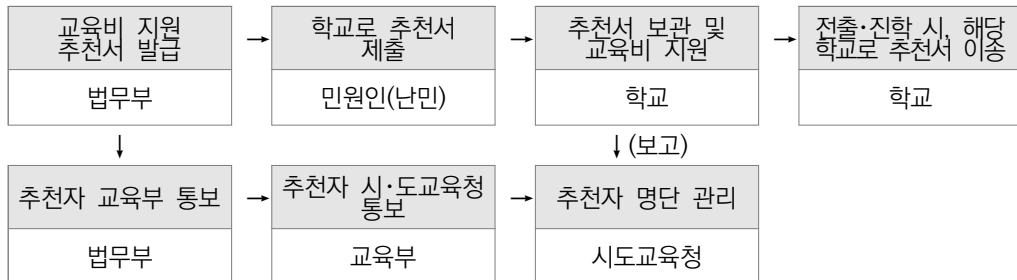 교육비 지원
추천서 발급
법무부
→
학교로 추천서
제출
민원인(난민)
→
추천서 보관 및
교육비 지원
학교
→
전출·진학 시, 해당
학교로 추천서 이송
학교
↓
↓(보고)
추천자 교육부 통보
법무부
→
추천자 시·도교육청
통보
교육부
→
추천자 명단 관리
시도교육청